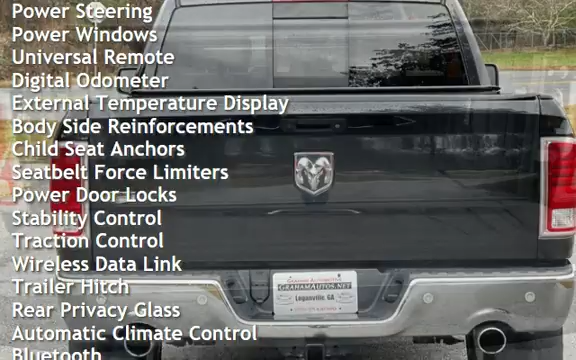 Power Steering
Power Windows
Universal Remote
Digital Odometer
External Temperature Display
Body Side Reinforcements
Child Seat Anchors
Seatbelt Force Limiters
Power Door Locks
Stability Control
Traction Control
Wireless Data Link
Trailer Hitch
Rear Privacy Glass
Automatic Climate Control
Bluetooth
Graham Automotive
GRAHAMAUTOS.NET
Loganville, GA